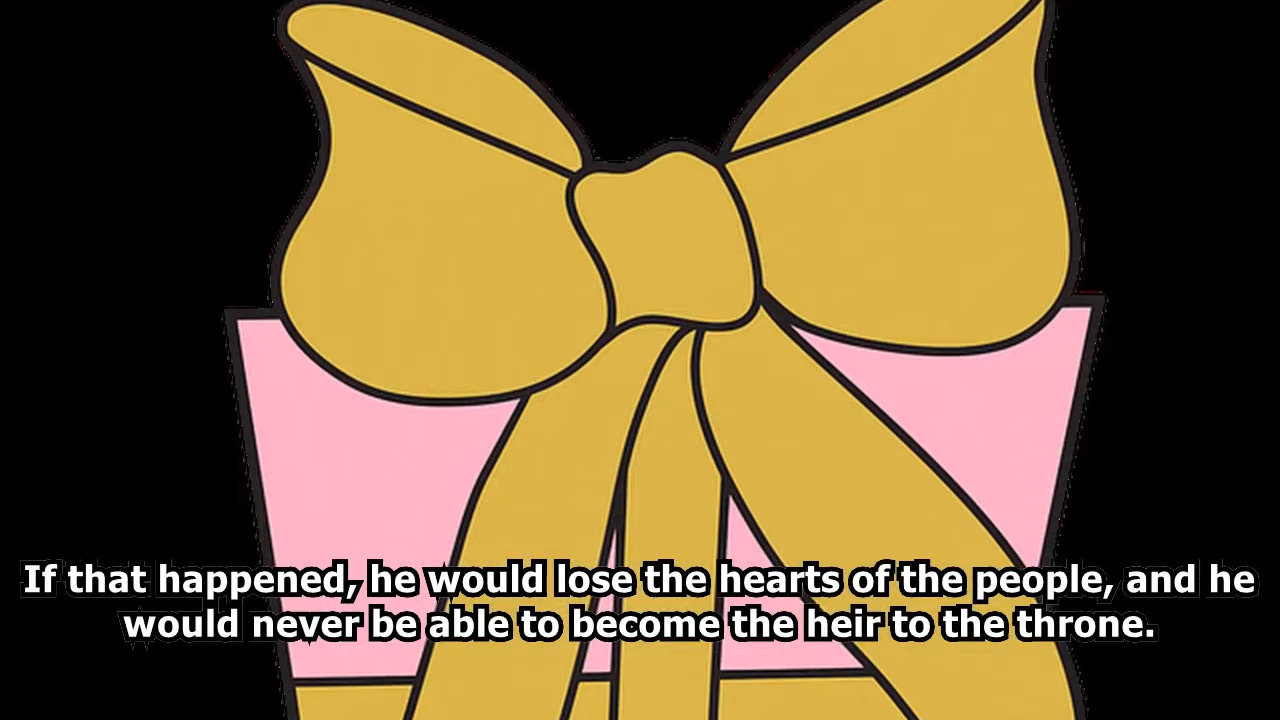 If that happened, he would lose the hearts of the people, and he
would never be able to become the heir to the throne.